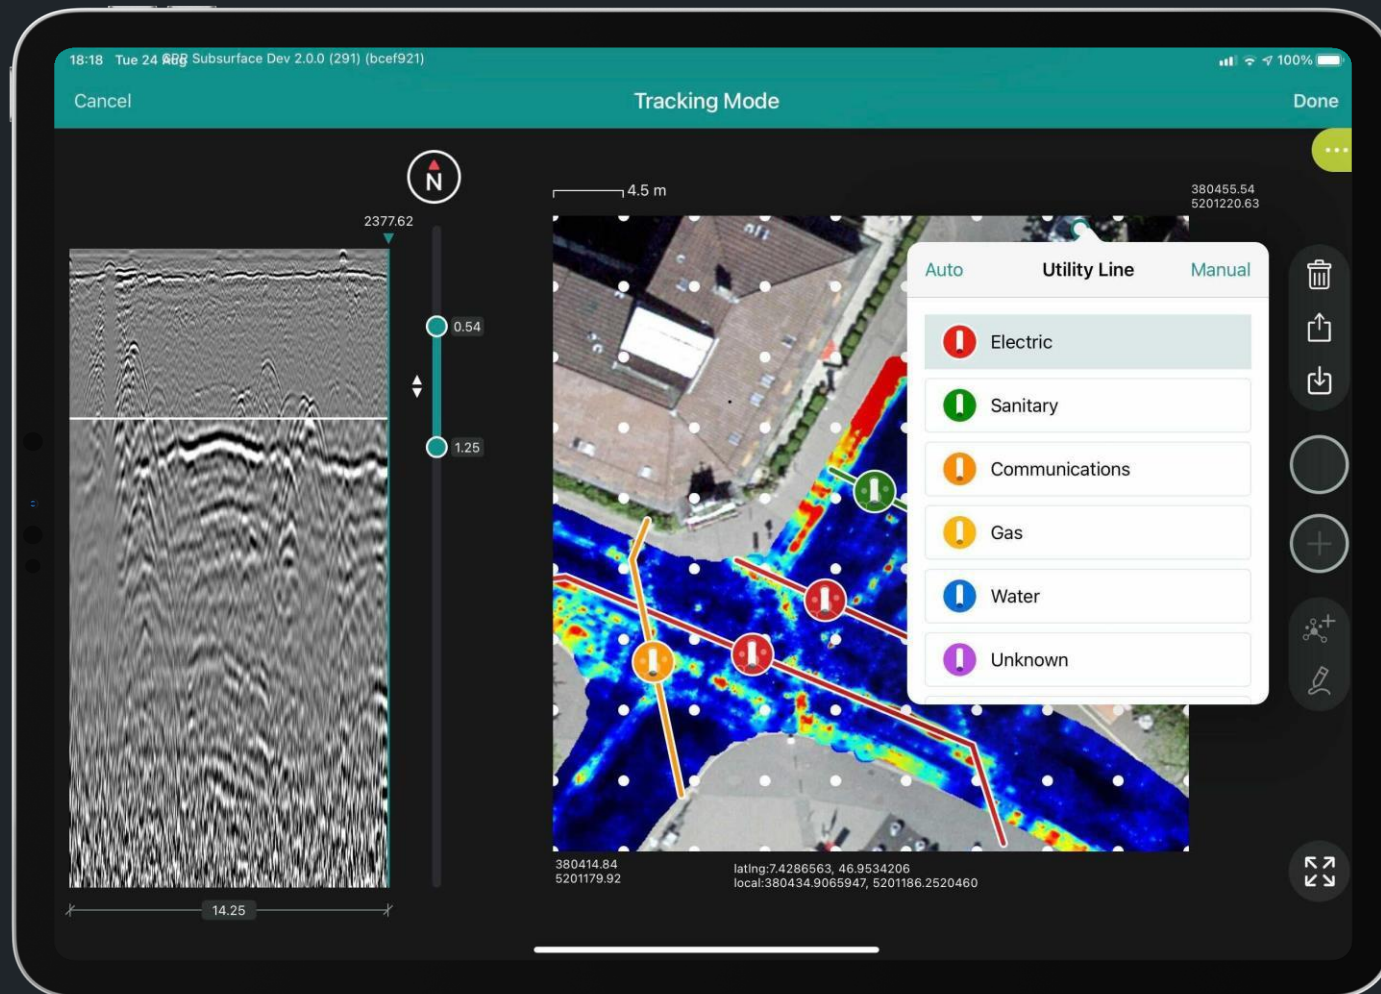 18:18 Tue 24 Aug GPR Subsurface Dev 2.0.0 (291) (bcef921)
100%
Cancel
Tracking Mode
Done
N
4.5 m
380455.54
5201220.63
2377.62
Auto
Utility Line
Manual
0.54
Electric
Sanitary
1.25
Communications
Gas
Water
Unknown
380414.84
5201179.92
latlng:7.4286563, 46.9534206
local:380434.9065947, 5201186.2520460
14.25